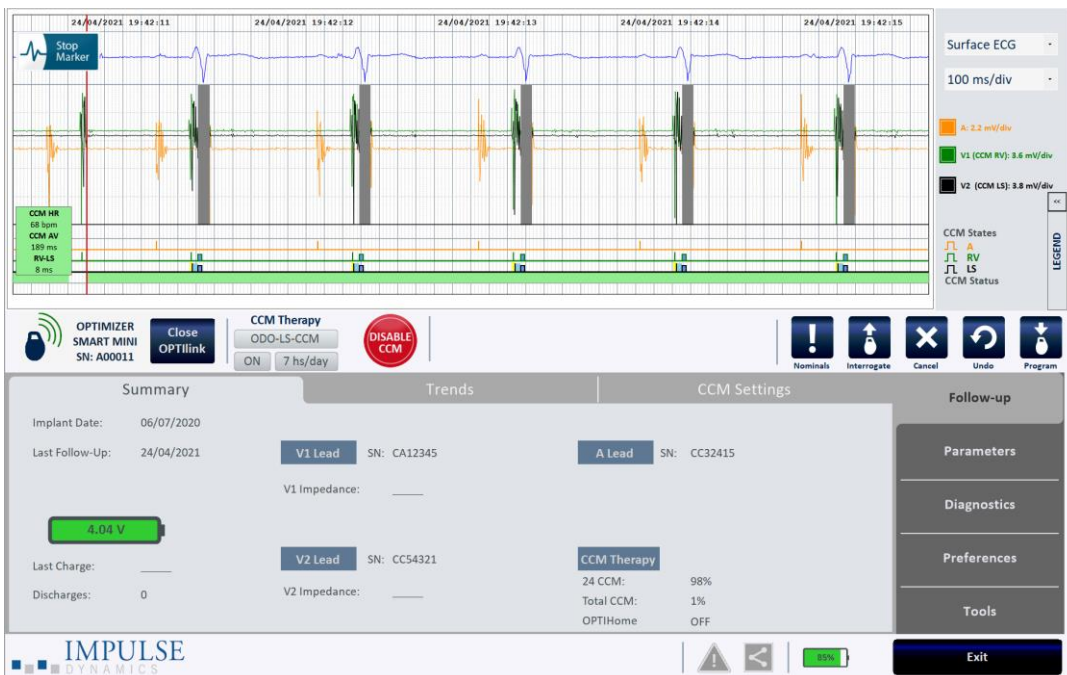 24/04/2021 19:42:11
24/04/2021 19:42:12
24/04/2021 19:42:13
24/04/2021 19:42:14
24/04/2021 19:42:15
Stop
Marker
Surface ECG
100 ms/div
A: 2.2 mV/div
V1 (CCM RV): 3.6 mV/div
V2 (CCM LS): 3.8 mV/div
<<
LEGEND
CCM States
A
RV
LS
CCM Status
CCM HR
68 bpm
CCM AV
189 ms
RV-LS
8 ms
OPTIMIZER
SMART MINI
SN: A00011
Close
OPTIlink
CCM Therapy
ODO-LS-CCM
ON 7 hs/day
DISABLE
CCM
Nominals
Interrogate
Cancel
Undo
Program
Summary
Trends
CCM Settings
Follow-up
Parameters
Diagnostics
Preferences
Tools
Implant Date: 06/07/2020
Last Follow-Up: 24/04/2021
4.04 V
Last Charge: _____
Discharges: 0
V1 Lead SN: CA12345
V1 Impedance: _____
V2 Lead SN: CC54321
V2 Impedance: _____
A Lead SN: CC32415
CCM Therapy
24 CCM: 98%
Total CCM: 1%
OPTIHome OFF
IMPULSE
DYNAMICS
85%
Exit